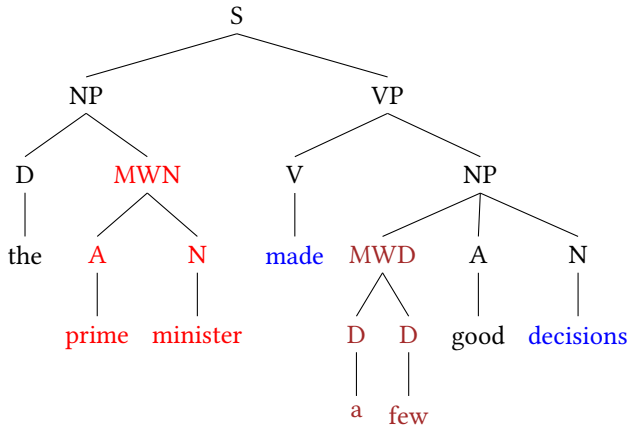 S
NP VP
D MWN V NP
the A N made MWD A N
prime minister D D good decisions
a few